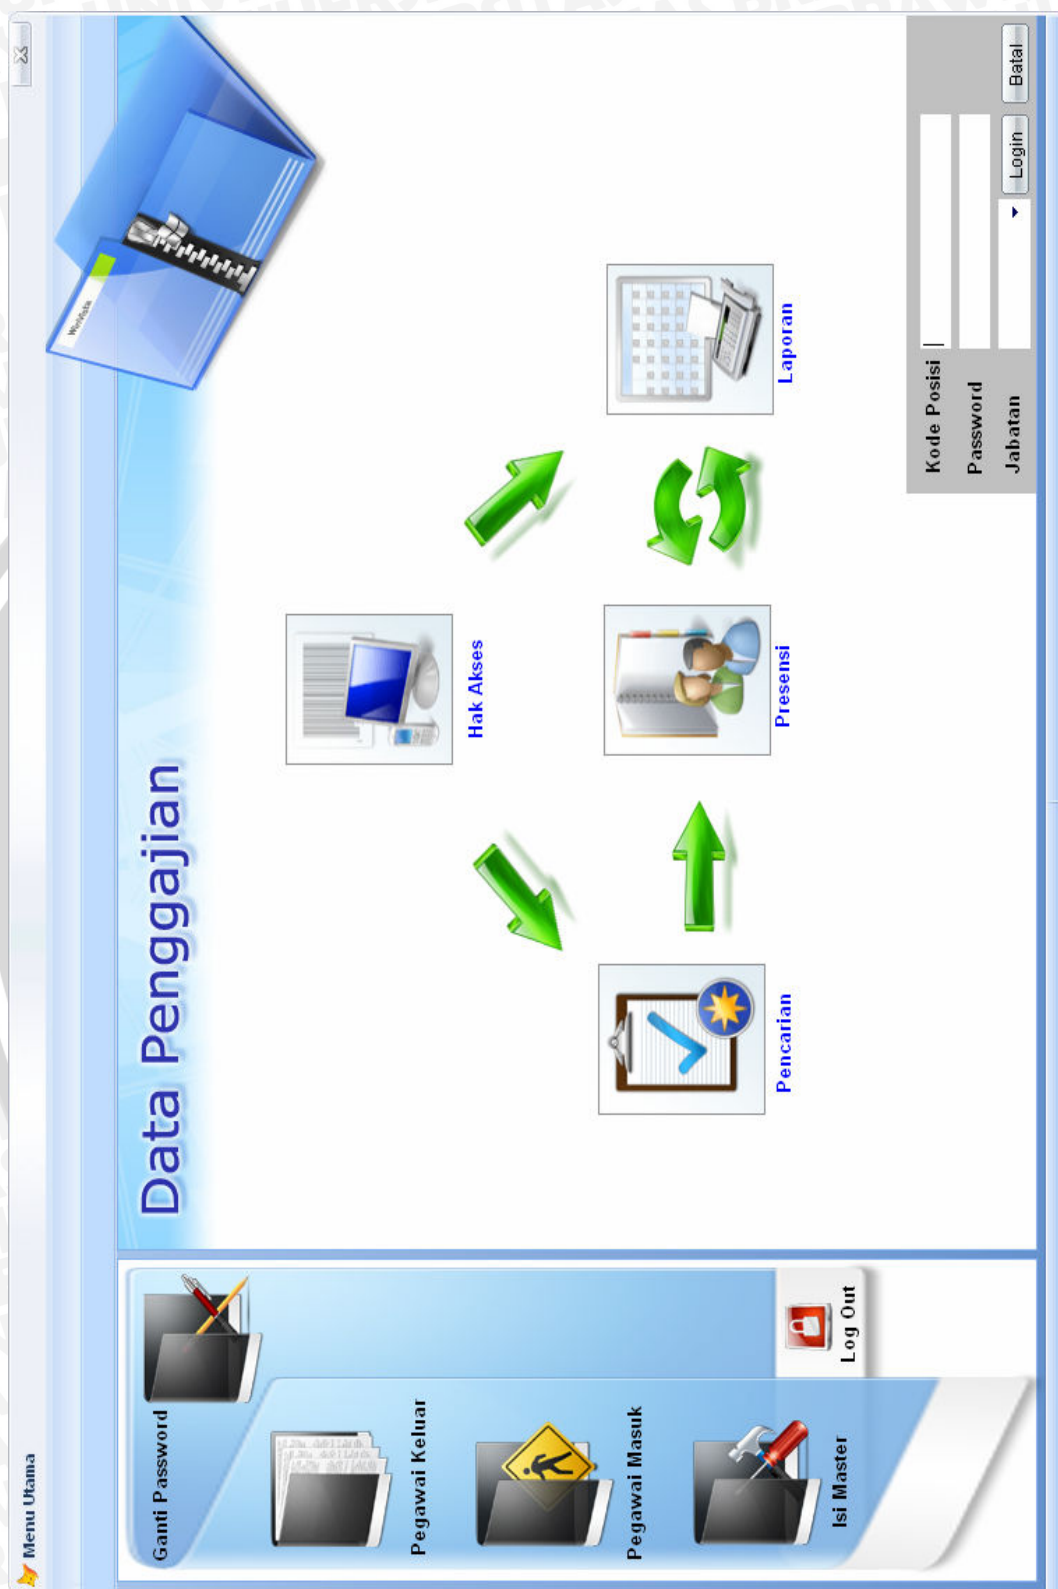 Menu Utama
Data Penggajian
Ganti Password
Pegawai Keluar
Pegawai Masuk
Isi Master
Log Out
Hak Akses
Pencarian
Presensi
Laporan
Kode Posisi
Password
Jabatan
Login
Batal